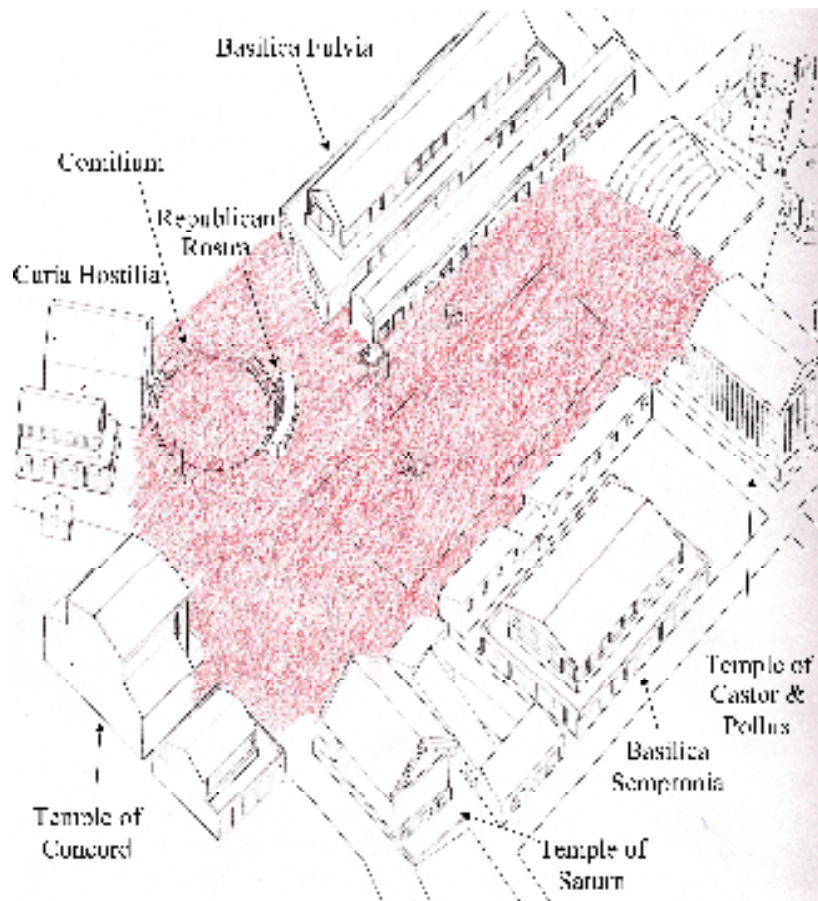 Basilica Fulvia
Comitium
Republican
Rostra
Curia Hostilia
Temple of
Castor &
Pollux
Basilica
Sempronia
Temple of
Concord
Temple of
Saturn